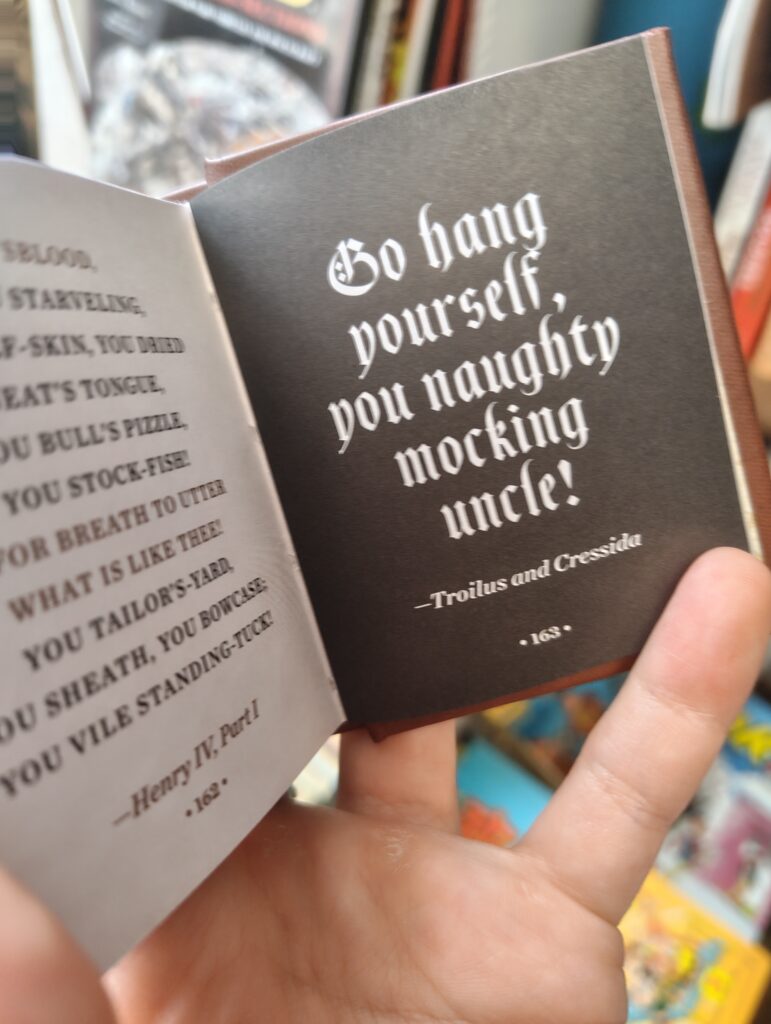 SBLOOD,
STARVELING,
F-SKIN, YOU DRIED
EAT'S TONGUE,
OU BULL'S PIZZLE,
YOU STOCK-FISH!
FOR BREATH TO UTTER
WHAT IS LIKE THEE!
YOU TAILOR'S-YARD,
OU SHEATH, YOU BOWCASE;
YOU VILE STANDING-TUCK!
—Henry IV, Part I
• 162 •
Go hang
yourself,
you naughty
mocking
uncle!
—Troilus and Cressida
• 163 •